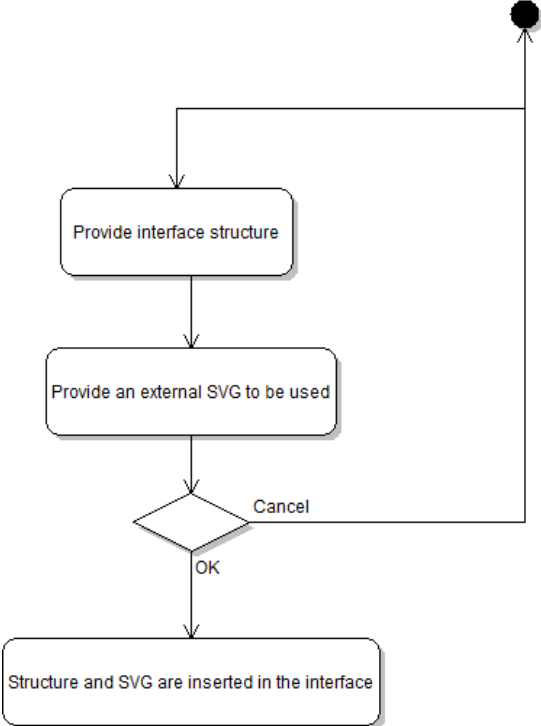 Provide interface structure
Provide an external SVG to be used
Cancel
OK
Structure and SVG are inserted in the interface